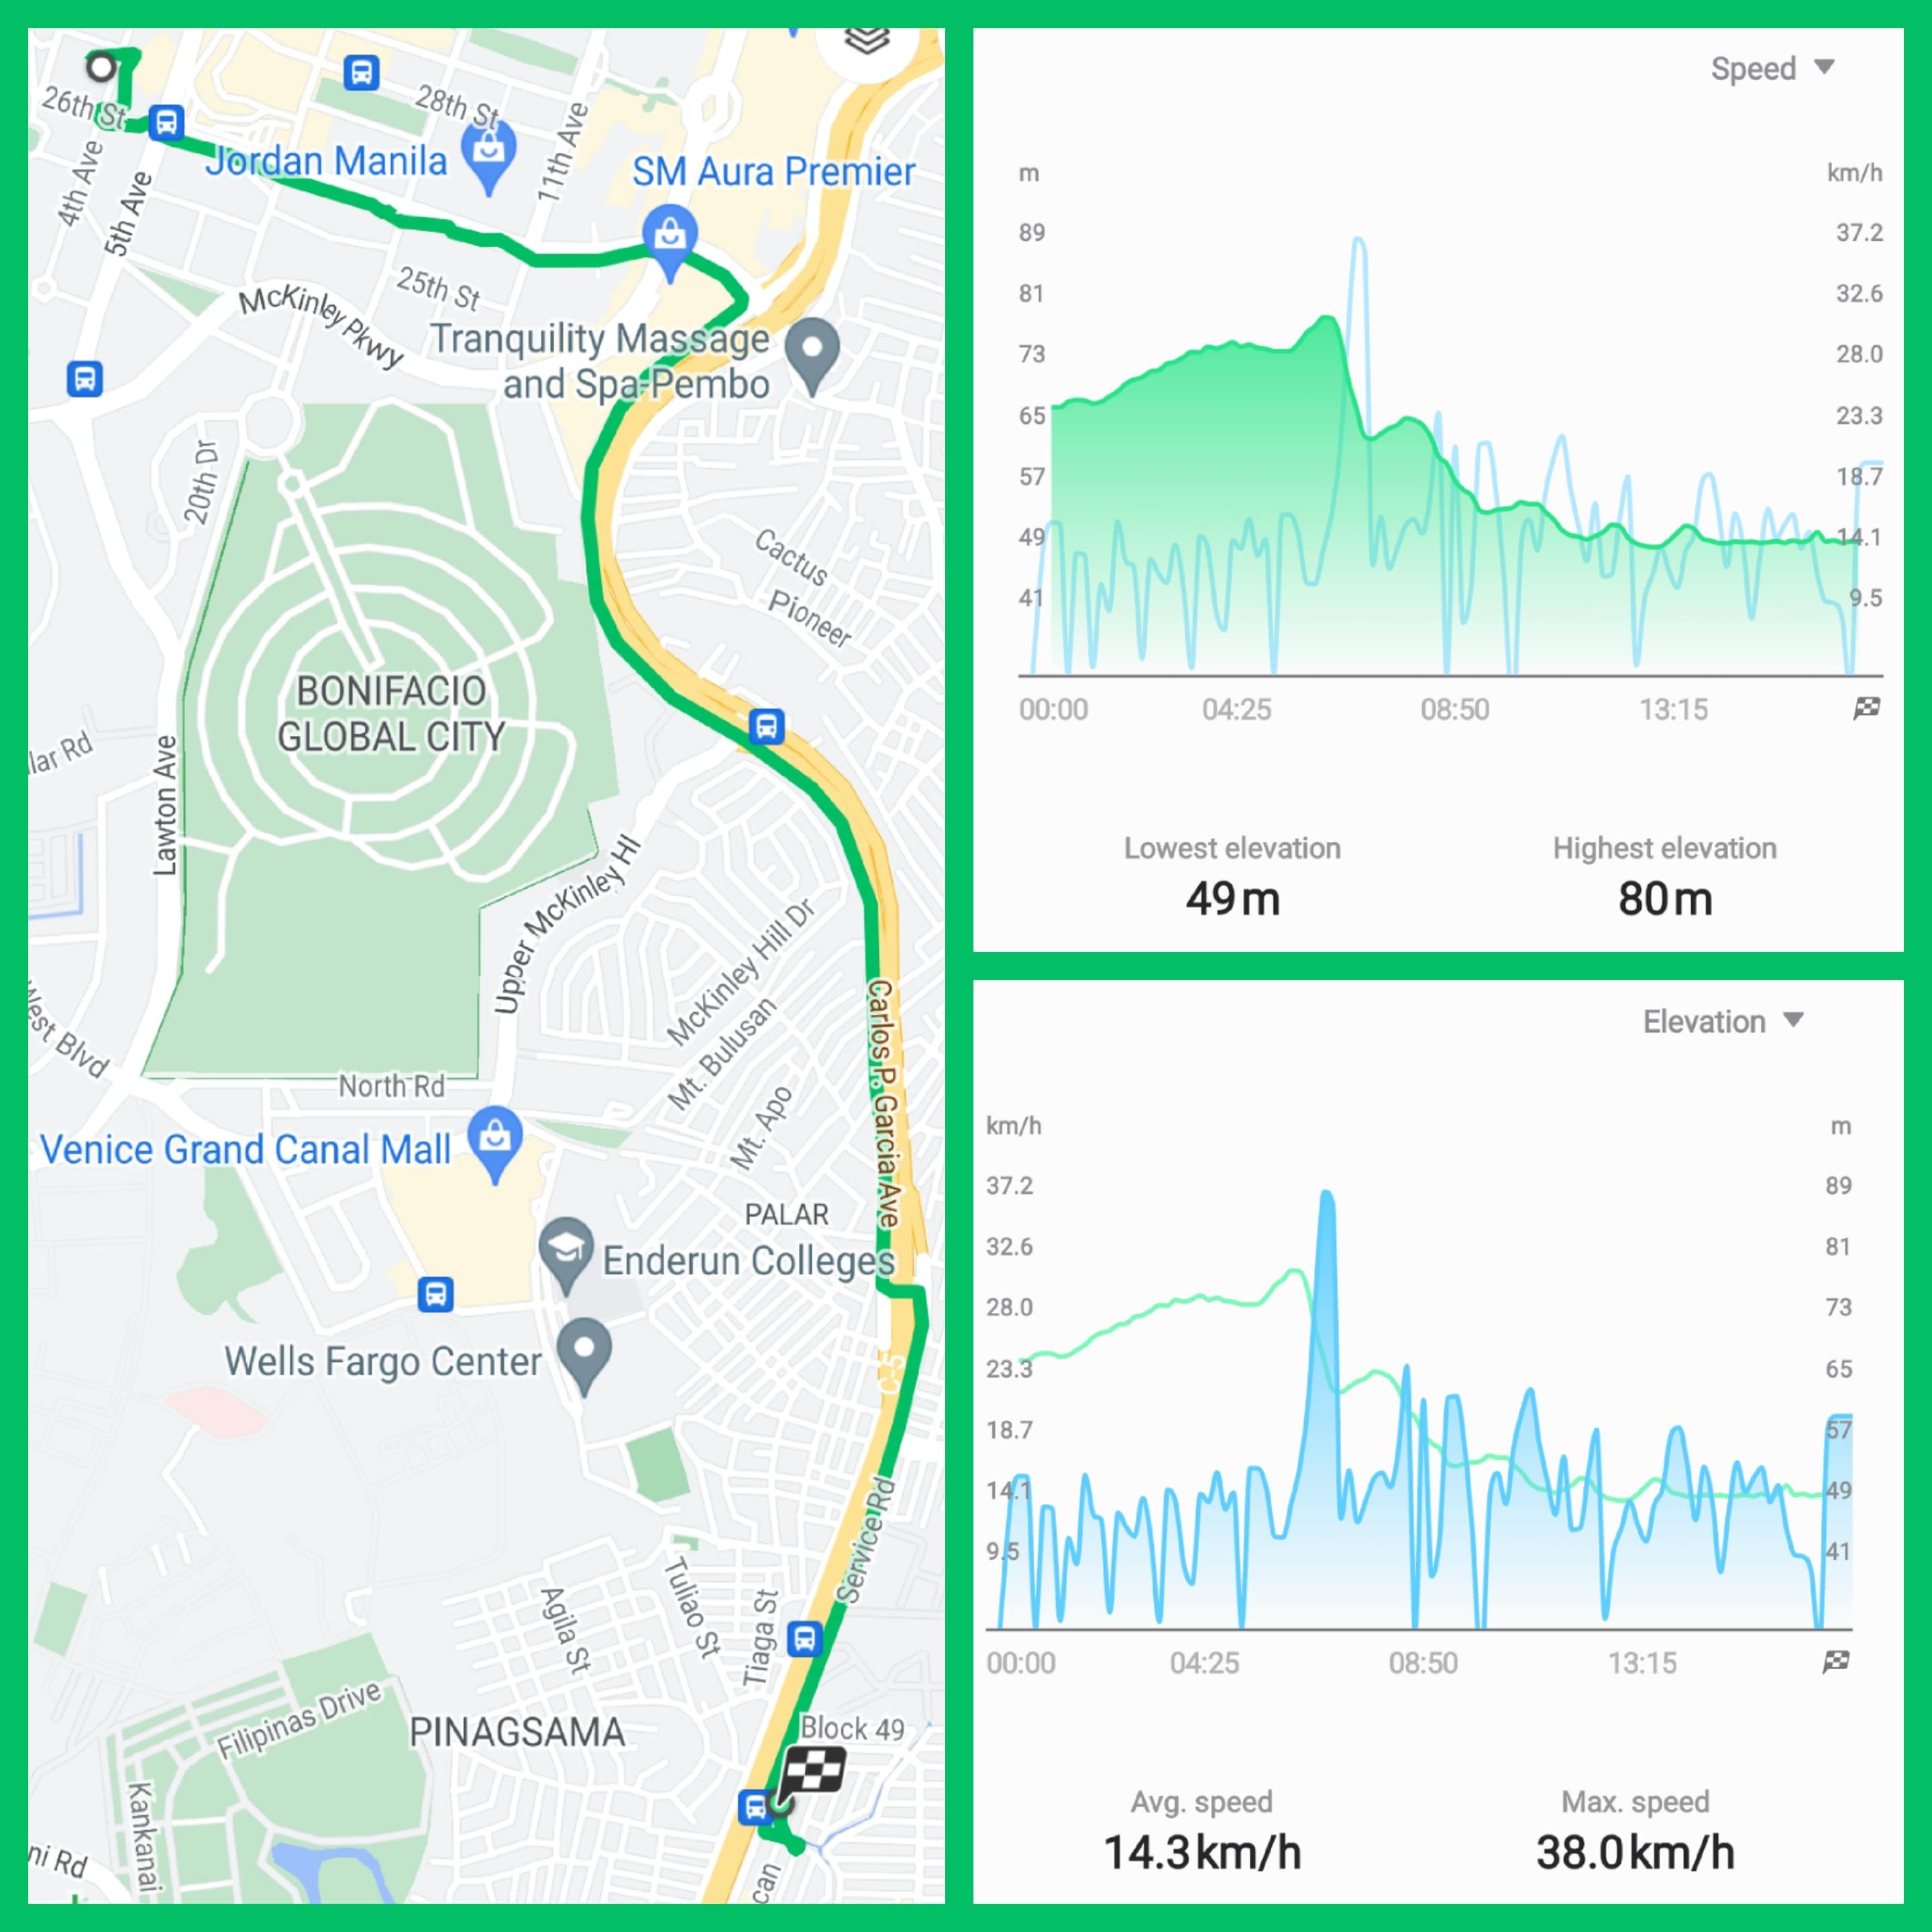 26th St
28th St
Jordan Manila
11th Ave
SM Aura Premier
4th Ave
5th Ave
25th St
McKinley Pkwy
Tranquility Massage
and Spa-Pembo
20th Dr
Cactus
Pioneer
BONIFACIO
GLOBAL CITY
lar Rd
Lawton Ave
Upper McKinley Hl
McKinley Hill Dr
Mt. Bulusan
Mt. Apo
Carlos P. Garcia Ave
West Blvd
North Rd
Venice Grand Canal Mall
PALAR
Enderun Colleges
Wells Fargo Center
C-5
Service Rd
Tuliao St
Agila St
Tiaga St
Filipinas Drive
PINAGSAMA
Block 49
Kankanai
ni Rd
can
Speed
m km/h
89 37.2
81 32.6
73 28.0
65 23.3
57 18.7
49 14.1
41 9.5
00:00 04:25 08:50 13:15
Lowest elevation Highest elevation
49 m 80 m
Elevation
km/h m
37.2 89
32.6 81
28.0 73
23.3 65
18.7 57
14.1 49
9.5 41
00:00 04:25 08:50 13:15
Avg. speed Max. speed
14.3 km/h 38.0 km/h